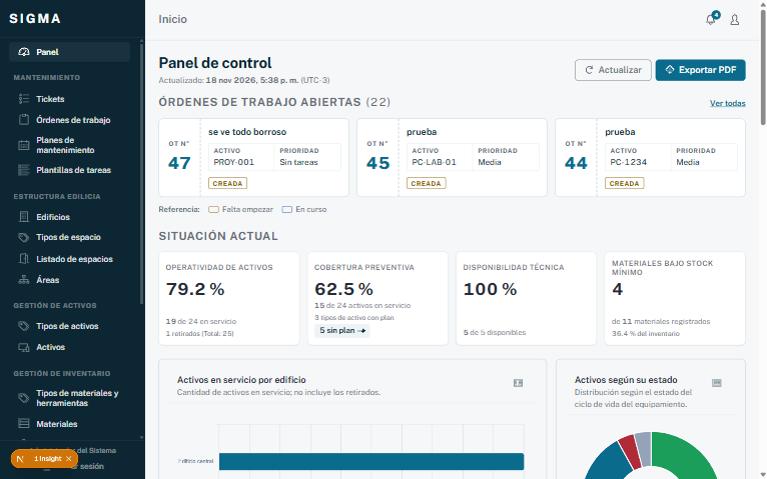 SIGMA
Panel
MANTENIMIENTO
Tickets
Órdenes de trabajo
Planes de
mantenimiento
Plantillas de tareas
ESTRUCTURA EDILICIA
Edificios
Tipos de espacio
Listado de espacios
Áreas
GESTIÓN DE ACTIVOS
Tipos de activos
Activos
GESTIÓN DE INVENTARIO
Tipos de materiales y
herramientas
Materiales
del Sistema
sesión
1 Insight
Inicio
4
Panel de control
Actualizado: 18 nov 2026, 5:38 p. m. (UTC-3)
Actualizar
Exportar PDF
ÓRDENES DE TRABAJO ABIERTAS (22)
Ver todas
OT N°
47
se ve todo borroso
ACTIVO
PROY-001
PRIORIDAD
Sin tareas
CREADA
OT N°
45
prueba
ACTIVO
PC-LAB-01
PRIORIDAD
Media
CREADA
OT N°
44
prueba
ACTIVO
PC-1234
PRIORIDAD
Media
CREADA
Referencia: Falta empezar En curso
SITUACIÓN ACTUAL
OPERATIVIDAD DE ACTIVOS
79.2 %
19 de 24 en servicio
1 retirados (Total: 25)
COBERTURA PREVENTIVA
62.5 %
15 de 24 activos en servicio
3 tipos de activo con plan
5 sin plan →
DISPONIBILIDAD TÉCNICA
100 %
5 de 5 disponibles
MATERIALES BAJO STOCK
MÍNIMO
4
de 11 materiales registrados
36.4 % del inventario
Activos en servicio por edificio
Cantidad de activos en servicio; no incluye los retirados.
Edificio central
Activos según su estado
Distribución según el estado del
ciclo de vida del equipamiento.